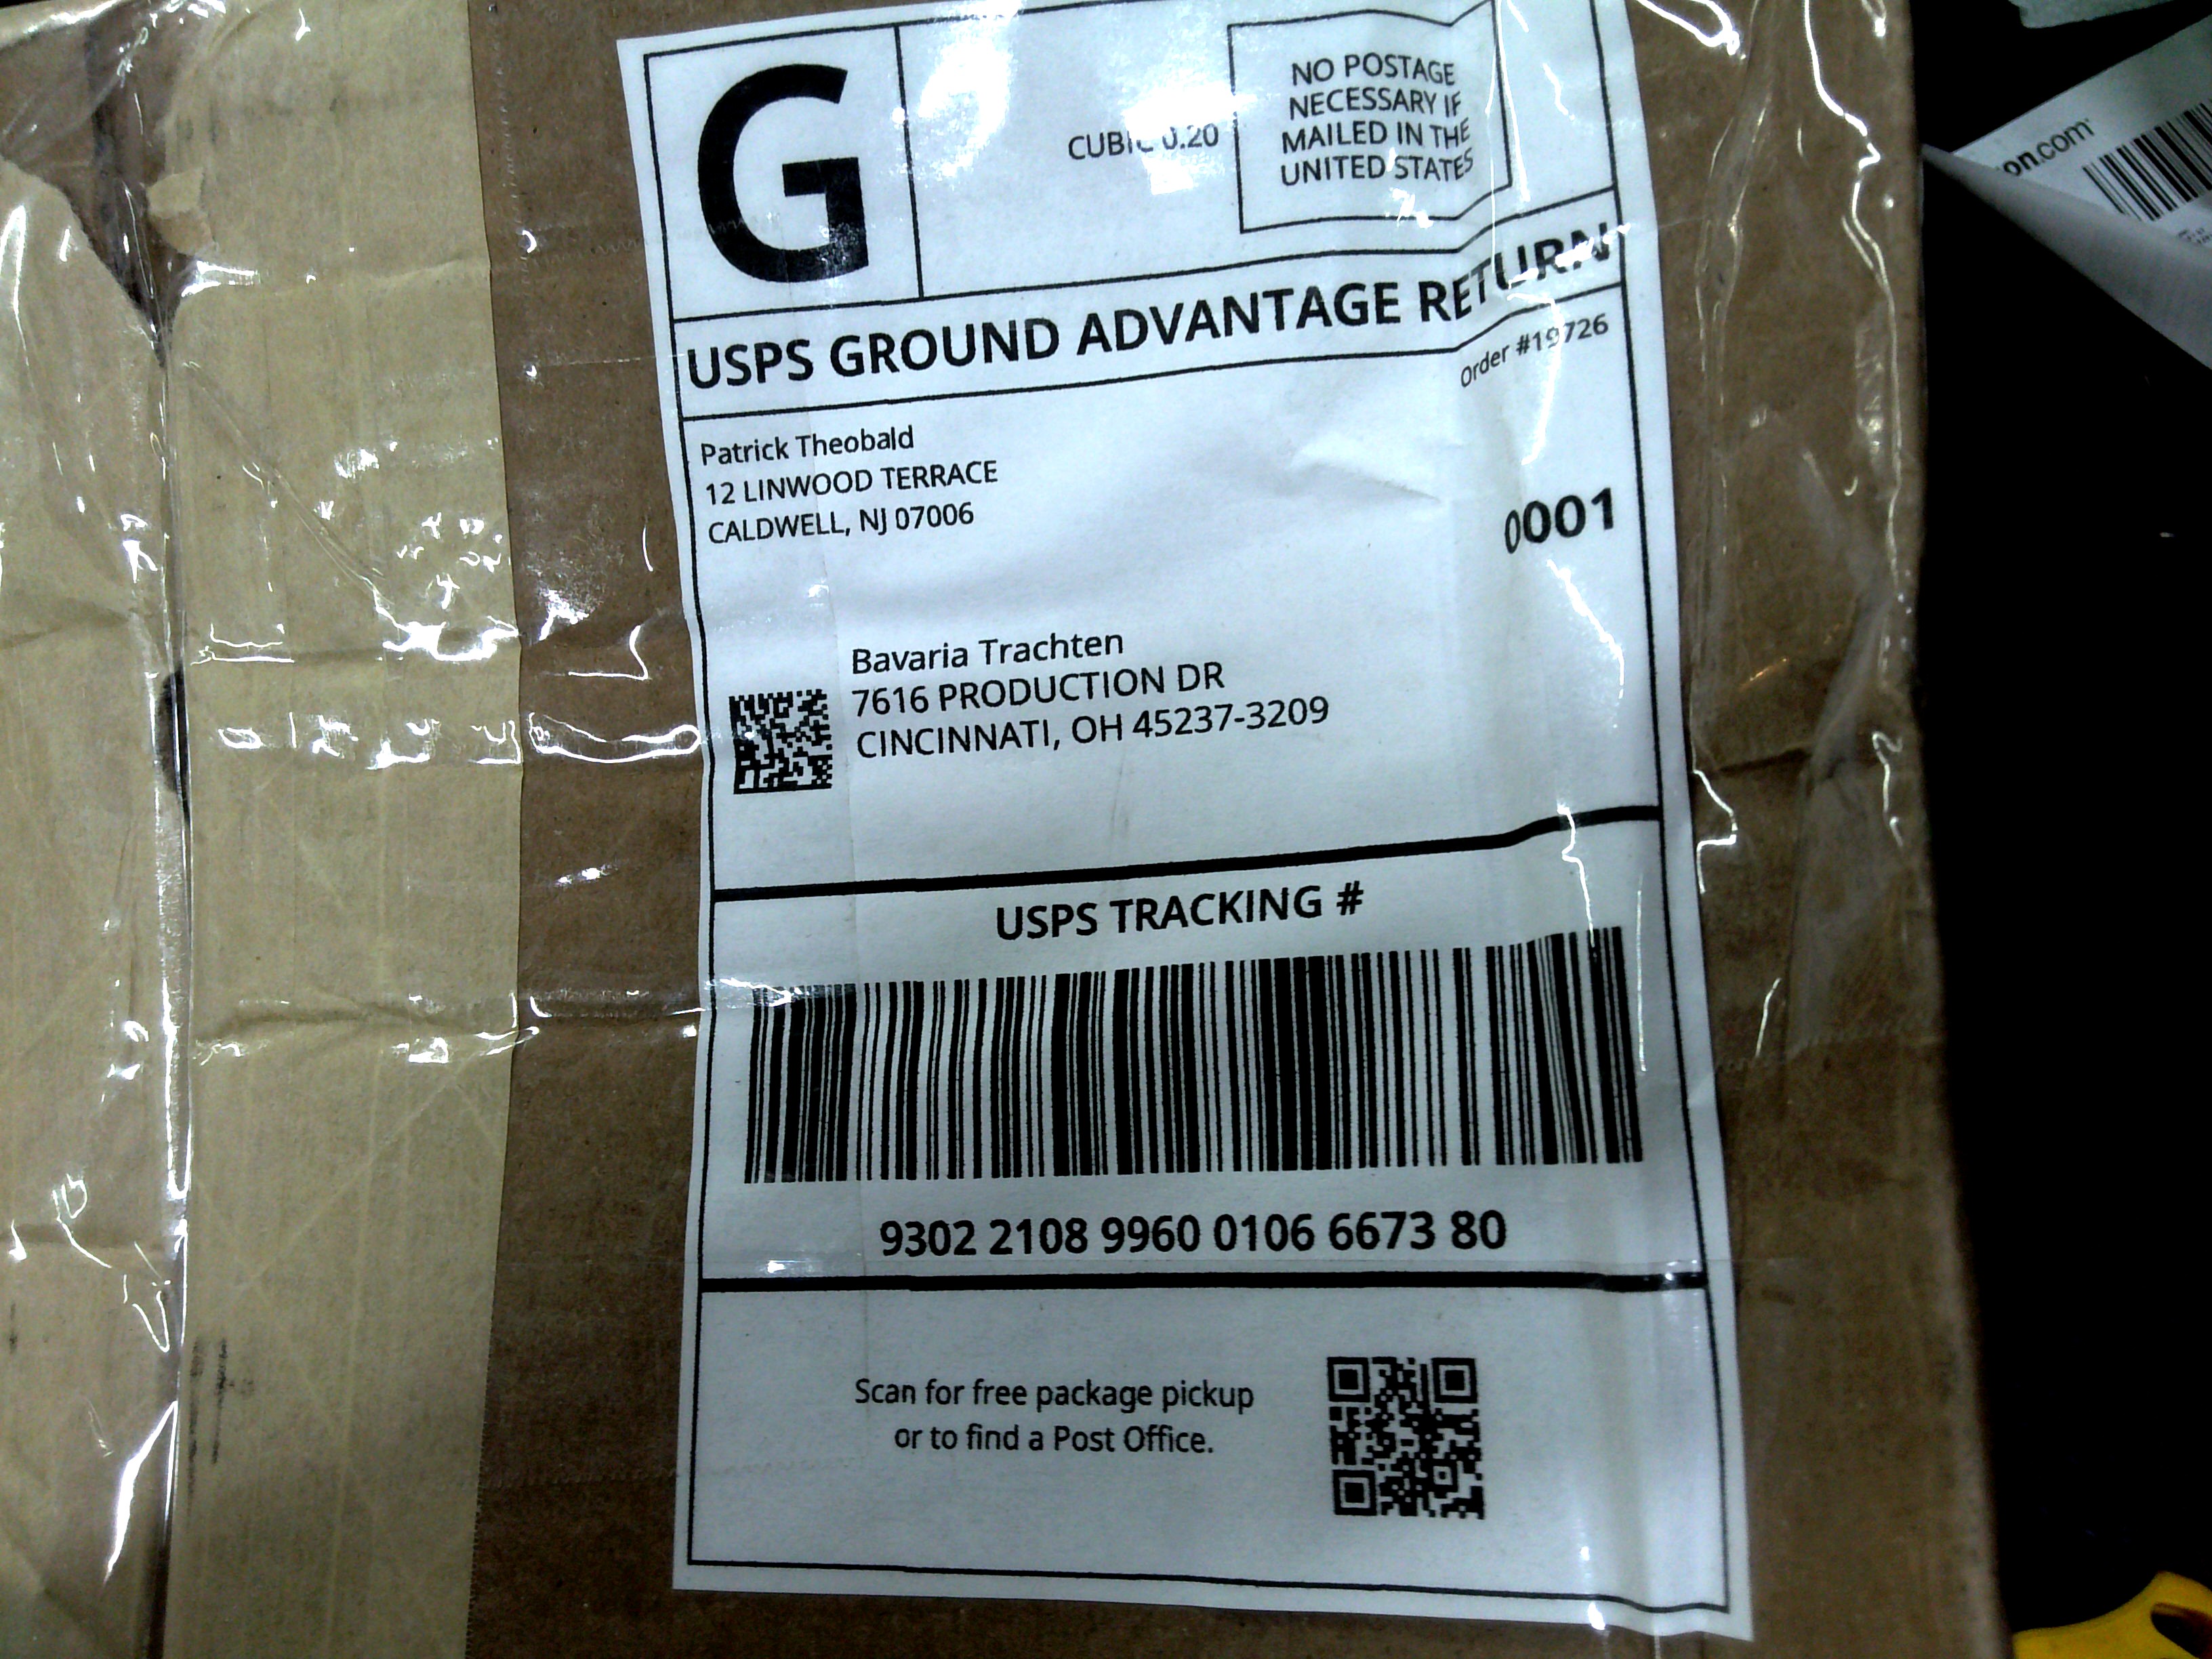 G
CUBIC 0.20
NO POSTAGE
NECESSARY IF
MAILED IN THE
UNITED STATES
USPS GROUND ADVANTAGE RETURN
Order #19726
Patrick Theobald
12 LINWOOD TERRACE
CALDWELL, NJ 07006
0001
Bavaria Trachten
7616 PRODUCTION DR
CINCINNATI, OH 45237-3209
USPS TRACKING #
9302 2108 9960 0106 6673 80
Scan for free package pickup
or to find a Post Office.
on.com